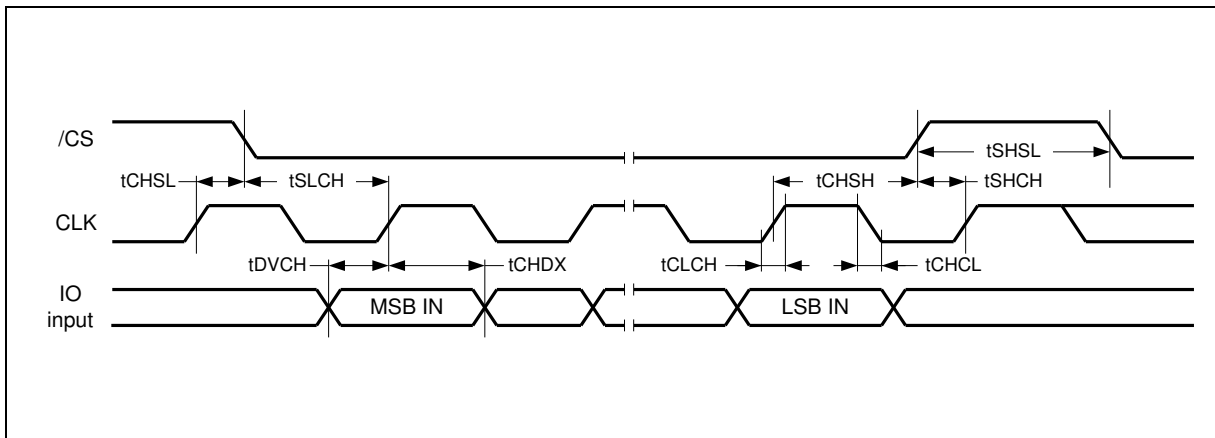 /CS
tSHSL
tCHSL
tSLCH
tCHSH
tSHCH
CLK
tDVCH
tCHDX
tCLCH
tCHCL
IO
input
MSB IN
LSB IN